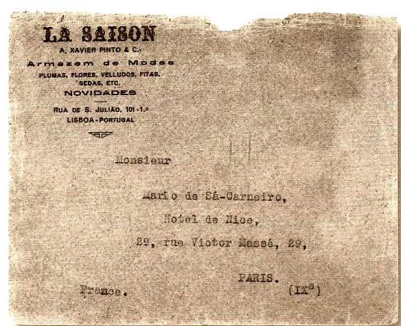 LA SAISON
A. XAVIER PINTO & C.ª
Armazem de Modas
PLUMAS, FLORES, VELLUDOS, FITAS,
SEDAS, ETC.
NOVIDADES
RUA DE S. JULIÃO, 101-1.º
LISBOA-PORTUGAL
Monsieur
Mario de Sá-Carneiro,
Hotel de Nice,
29, rue Victor Massé, 29,
PARIS.
France. (IXª)